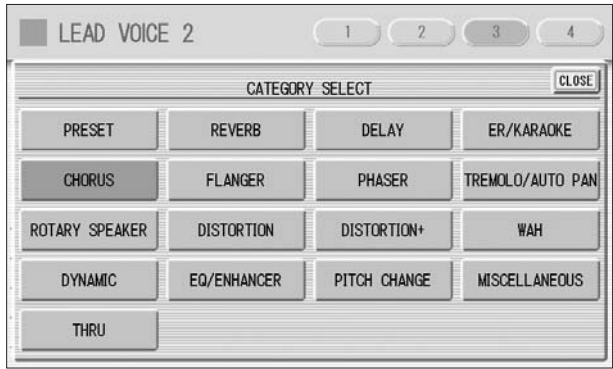 LEAD VOICE 2 1 2 3 4
CATEGORY SELECT CLOSE
PRESET REVERB DELAY ER/KARAOKE
CHORUS FLANGER PHASER TREMOLO/AUTO PAN
ROTARY SPEAKER DISTORTION DISTORTION+ WAH
DYNAMIC EQ/ENHANCER PITCH CHANGE MISCELLANEOUS
THRU